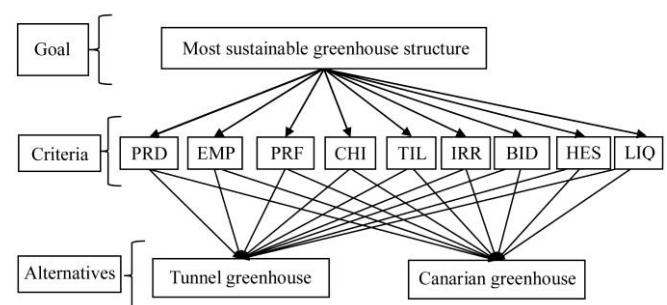 Goal
Most sustainable greenhouse structure
Criteria
PRD EMP PRF CHI TIL IRR BID HES LIQ
Alternatives
Tunnel greenhouse
Canarian greenhouse